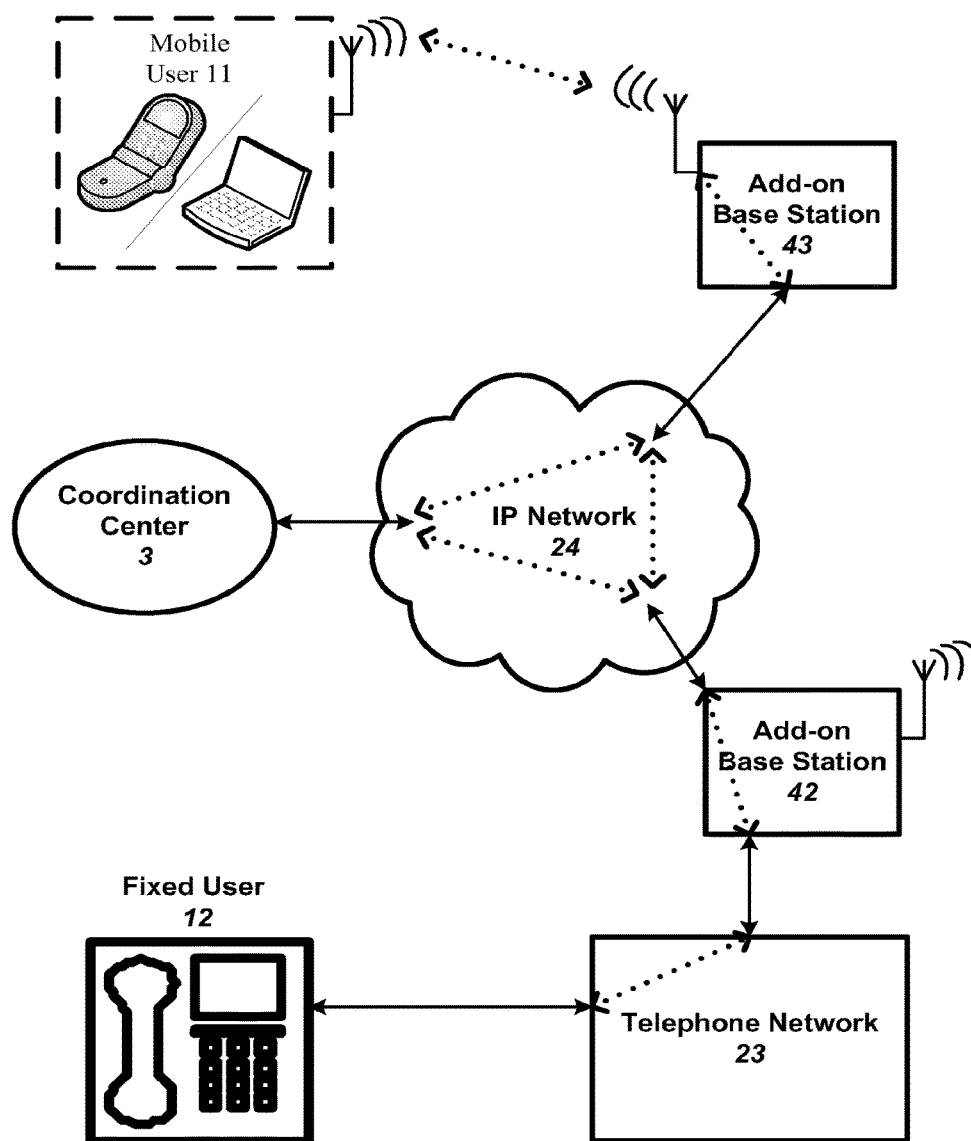 Mobile
User 11
Add-on
Base Station
43
Coordination
Center
3
IP Network
24
Add-on
Base Station
42
Fixed User
12
Telephone Network
23